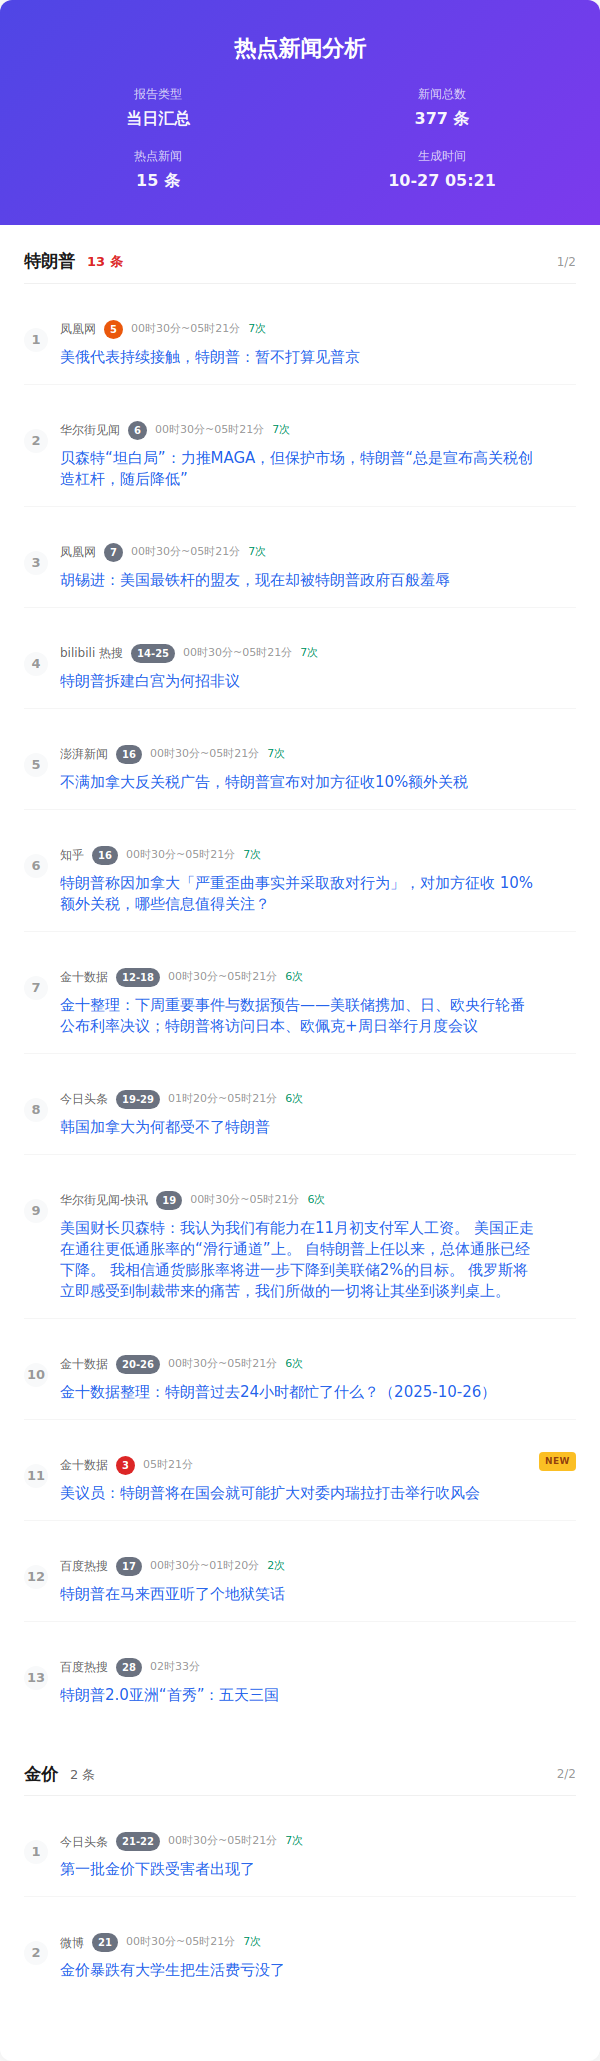 热点新闻分析
报告类型
新闻总数
当日汇总
377 条
热点新闻
生成时间
15 条
10-27 05:21
特朗普 13 条 1/2
1
凤凰网 5 00时30分~05时21分 7次
美俄代表持续接触，特朗普：暂不打算见普京
2
华尔街见闻 6 00时30分~05时21分 7次
贝森特“坦白局”：力推MAGA，但保护市场，特朗普“总是宣布高关税创
造杠杆，随后降低”
3
凤凰网 7 00时30分~05时21分 7次
胡锡进：美国最铁杆的盟友，现在却被特朗普政府百般羞辱
4
bilibili 热搜 14-25 00时30分~05时21分 7次
特朗普拆建白宫为何招非议
5
澎湃新闻 16 00时30分~05时21分 7次
不满加拿大反关税广告，特朗普宣布对加方征收10%额外关税
6
知乎 16 00时30分~05时21分 7次
特朗普称因加拿大「严重歪曲事实并采取敌对行为」，对加方征收 10%
额外关税，哪些信息值得关注？
7
金十数据 12-18 00时30分~05时21分 6次
金十整理：下周重要事件与数据预告——美联储携加、日、欧央行轮番
公布利率决议；特朗普将访问日本、欧佩克+周日举行月度会议
8
今日头条 19-29 01时20分~05时21分 6次
韩国加拿大为何都受不了特朗普
9
华尔街见闻-快讯 19 00时30分~05时21分 6次
美国财长贝森特：我认为我们有能力在11月初支付军人工资。 美国正走
在通往更低通胀率的“滑行通道”上。 自特朗普上任以来，总体通胀已经
下降。 我相信通货膨胀率将进一步下降到美联储2%的目标。 俄罗斯将
立即感受到制裁带来的痛苦，我们所做的一切将让其坐到谈判桌上。
10
金十数据 20-26 00时30分~05时21分 6次
金十数据整理：特朗普过去24小时都忙了什么？（2025-10-26）
11
金十数据 3 05时21分 NEW
美议员：特朗普将在国会就可能扩大对委内瑞拉打击举行吹风会
12
百度热搜 17 00时30分~01时20分 2次
特朗普在马来西亚听了个地狱笑话
13
百度热搜 28 02时33分
特朗普2.0亚洲“首秀”：五天三国
金价 2 条 2/2
1
今日头条 21-22 00时30分~05时21分 7次
第一批金价下跌受害者出现了
2
微博 21 00时30分~05时21分 7次
金价暴跌有大学生把生活费亏没了